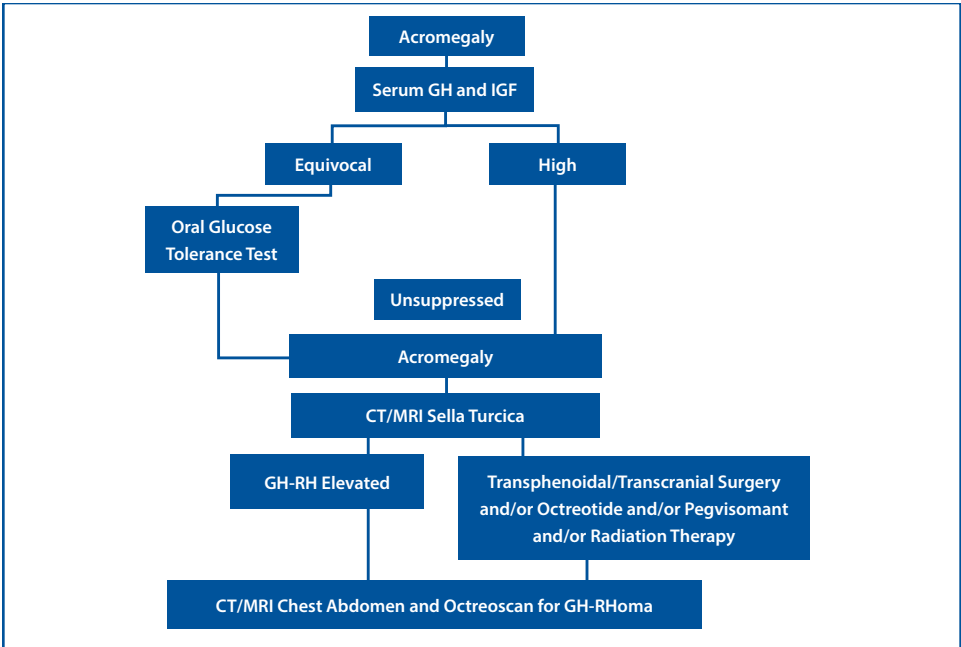 Acromegaly
Serum GH and IGF
Equivocal
High
Oral Glucose
Tolerance Test
Unsuppressed
Acromegaly
CT/MRI Sella Turcica
GH-RH Elevated
Transphenoidal/Transcranial Surgery
and/or Octreotide and/or Pegvisomant
and/or Radiation Therapy
CT/MRI Chest Abdomen and Octreoscan for GH-RHoma